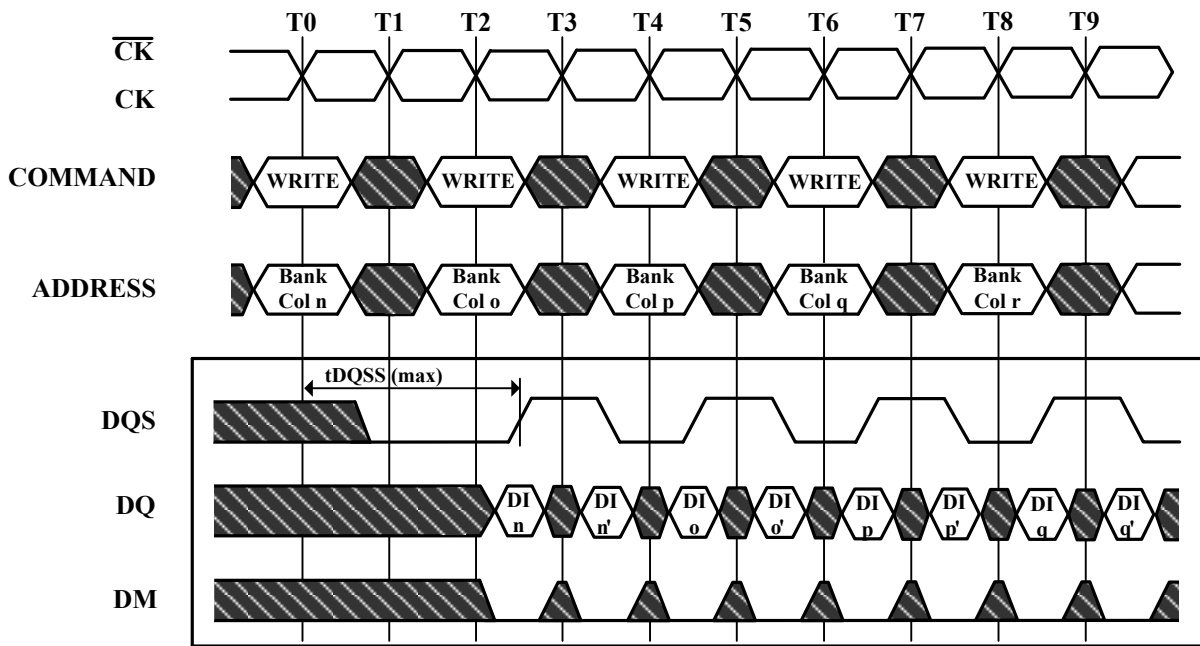 T0 T1 T2 T3 T4 T5 T6 T7 T8 T9
CK
CK
COMMAND WRITE WRITE WRITE WRITE WRITE
ADDRESS
Bank Col n
Bank Col o
Bank Col p
Bank Col q
Bank Col r
tDQSS (max)
DQS
DQ
DI n
DI n'
DI o
DI o'
DI p
DI p'
DI q
DI q'
DM